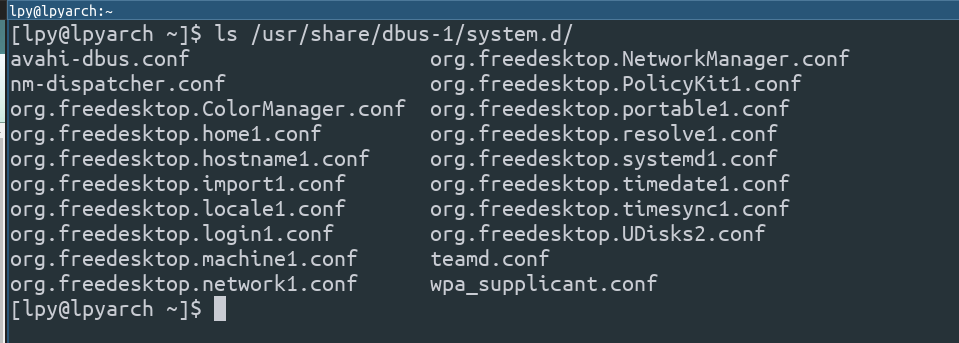 lpy@lpyarch:~
[lpy@lpyarch ~]$ ls /usr/share/dbus-1/system.d/
avahi-dbus.conf                    org.freedesktop.NetworkManager.conf
nm-dispatcher.conf                 org.freedesktop.PolicyKit1.conf
org.freedesktop.ColorManager.conf  org.freedesktop.portable1.conf
org.freedesktop.home1.conf         org.freedesktop.resolve1.conf
org.freedesktop.hostname1.conf     org.freedesktop.systemd1.conf
org.freedesktop.import1.conf       org.freedesktop.timedate1.conf
org.freedesktop.locale1.conf       org.freedesktop.timesync1.conf
org.freedesktop.login1.conf        org.freedesktop.UDisks2.conf
org.freedesktop.machine1.conf      teamd.conf
org.freedesktop.network1.conf      wpa_supplicant.conf
[lpy@lpyarch ~]$